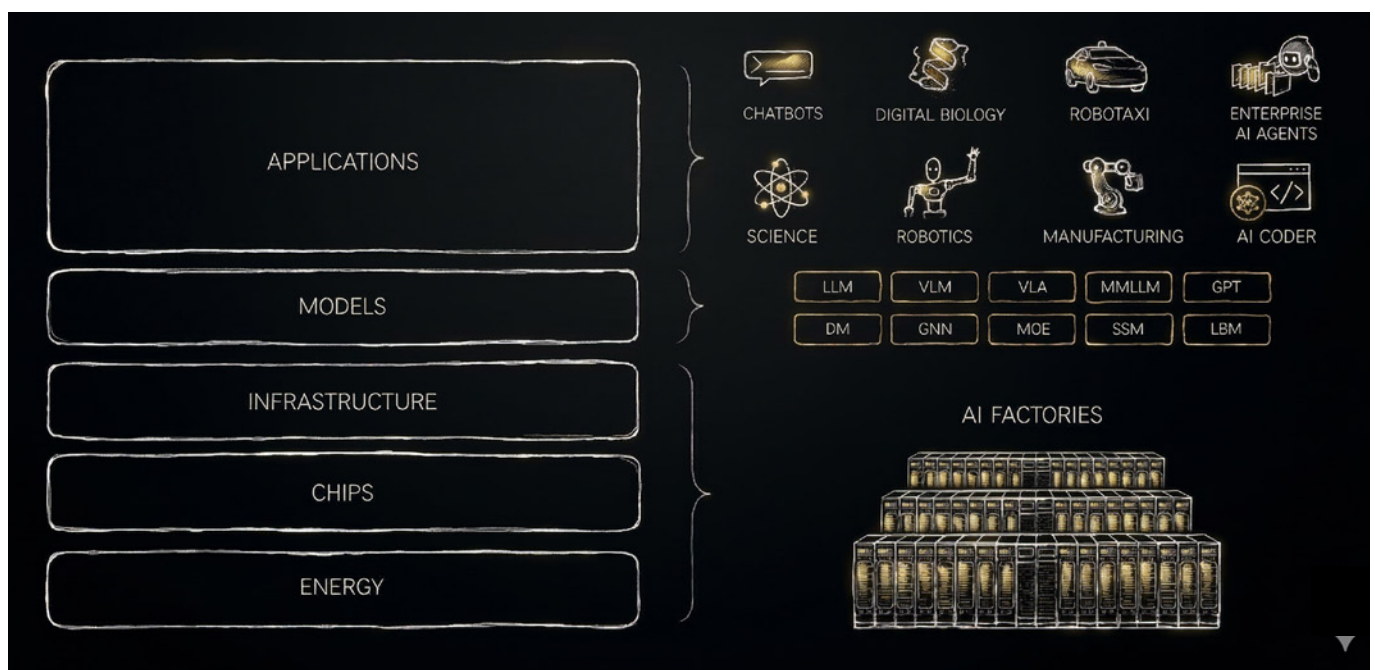 APPLICATIONS
CHATBOTS
DIGITAL BIOLOGY
ROBOTAXI
ENTERPRISE
AI AGENTS
SCIENCE
ROBOTICS
MANUFACTURING
</>
AI CODER
MODELS
LLM
VLM
VLA
MMLLM
GPT
DM
GNN
MOE
SSM
LBM
INFRASTRUCTURE
CHIPS
ENERGY
AI FACTORIES